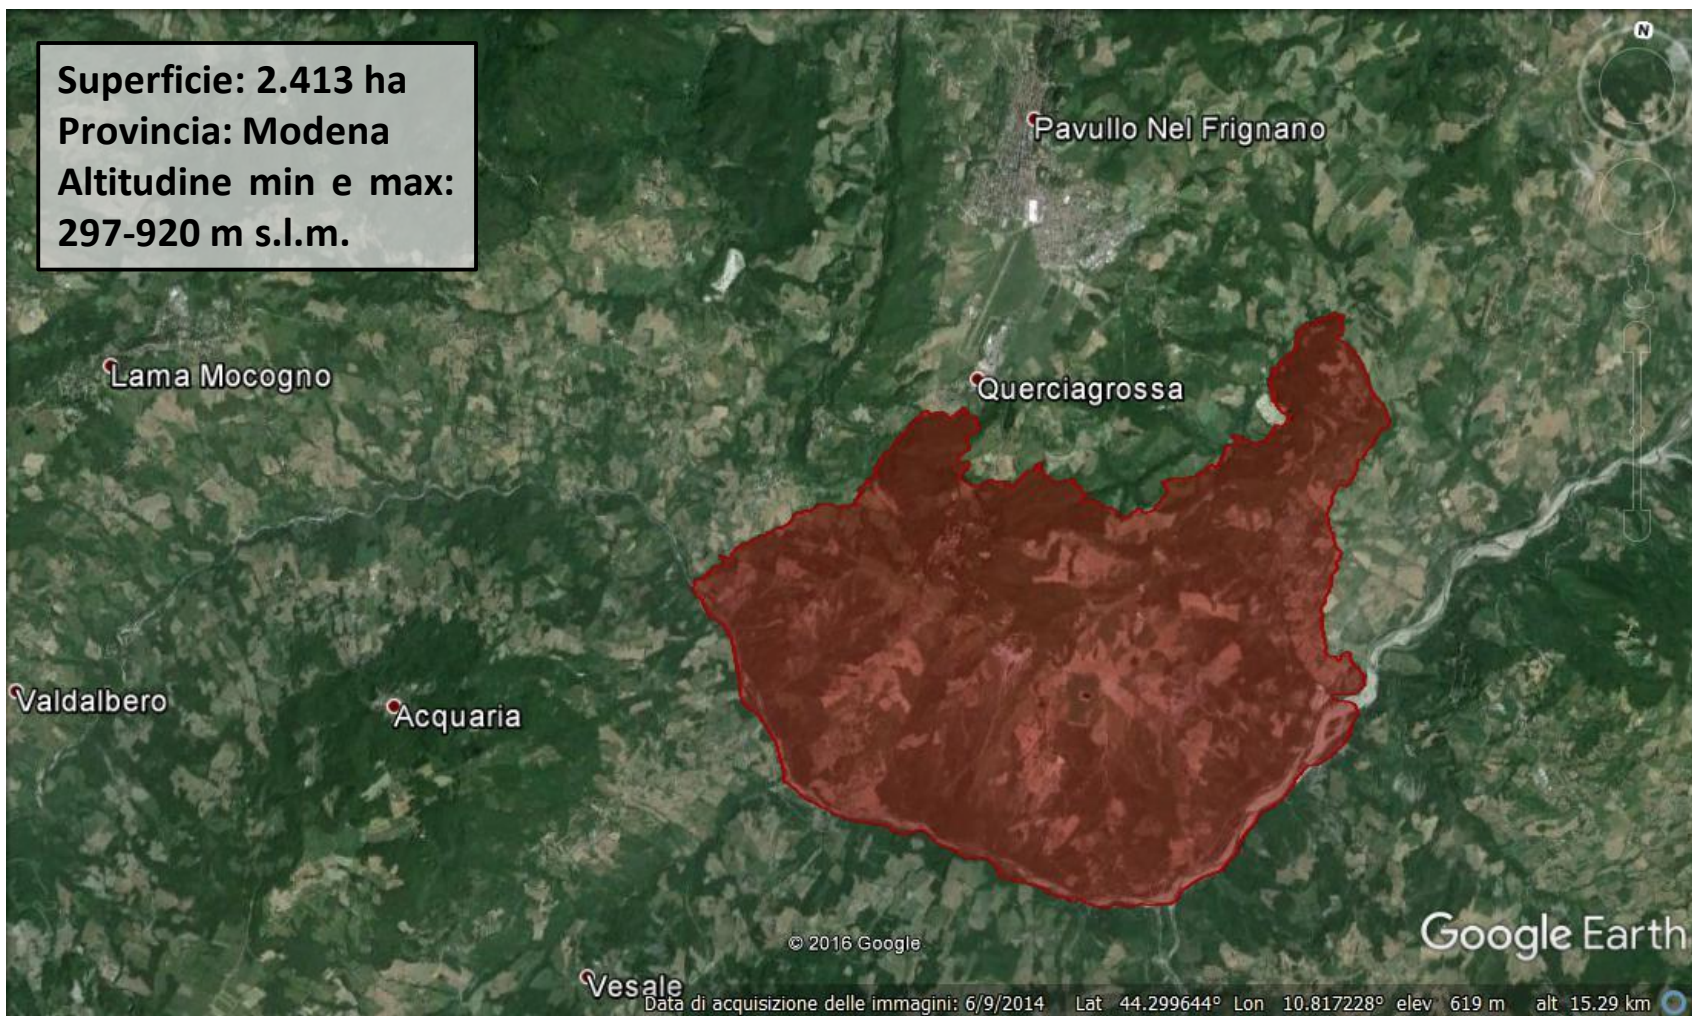 Superficie: 2.413 ha
Provincia: Modena
Altitudine min e max:
297-920 m s.l.m.
N
Pavullo Nel Frignano
Lama Mocogno
Querciagrossa
Valdalbero
Acquaria
Google Earth
© 2016 Google
Vesale
Data di acquisizione delle immagini: 6/9/2014 Lat 44.299644° Lon 10.817228° elev 619 m alt 15.29 km